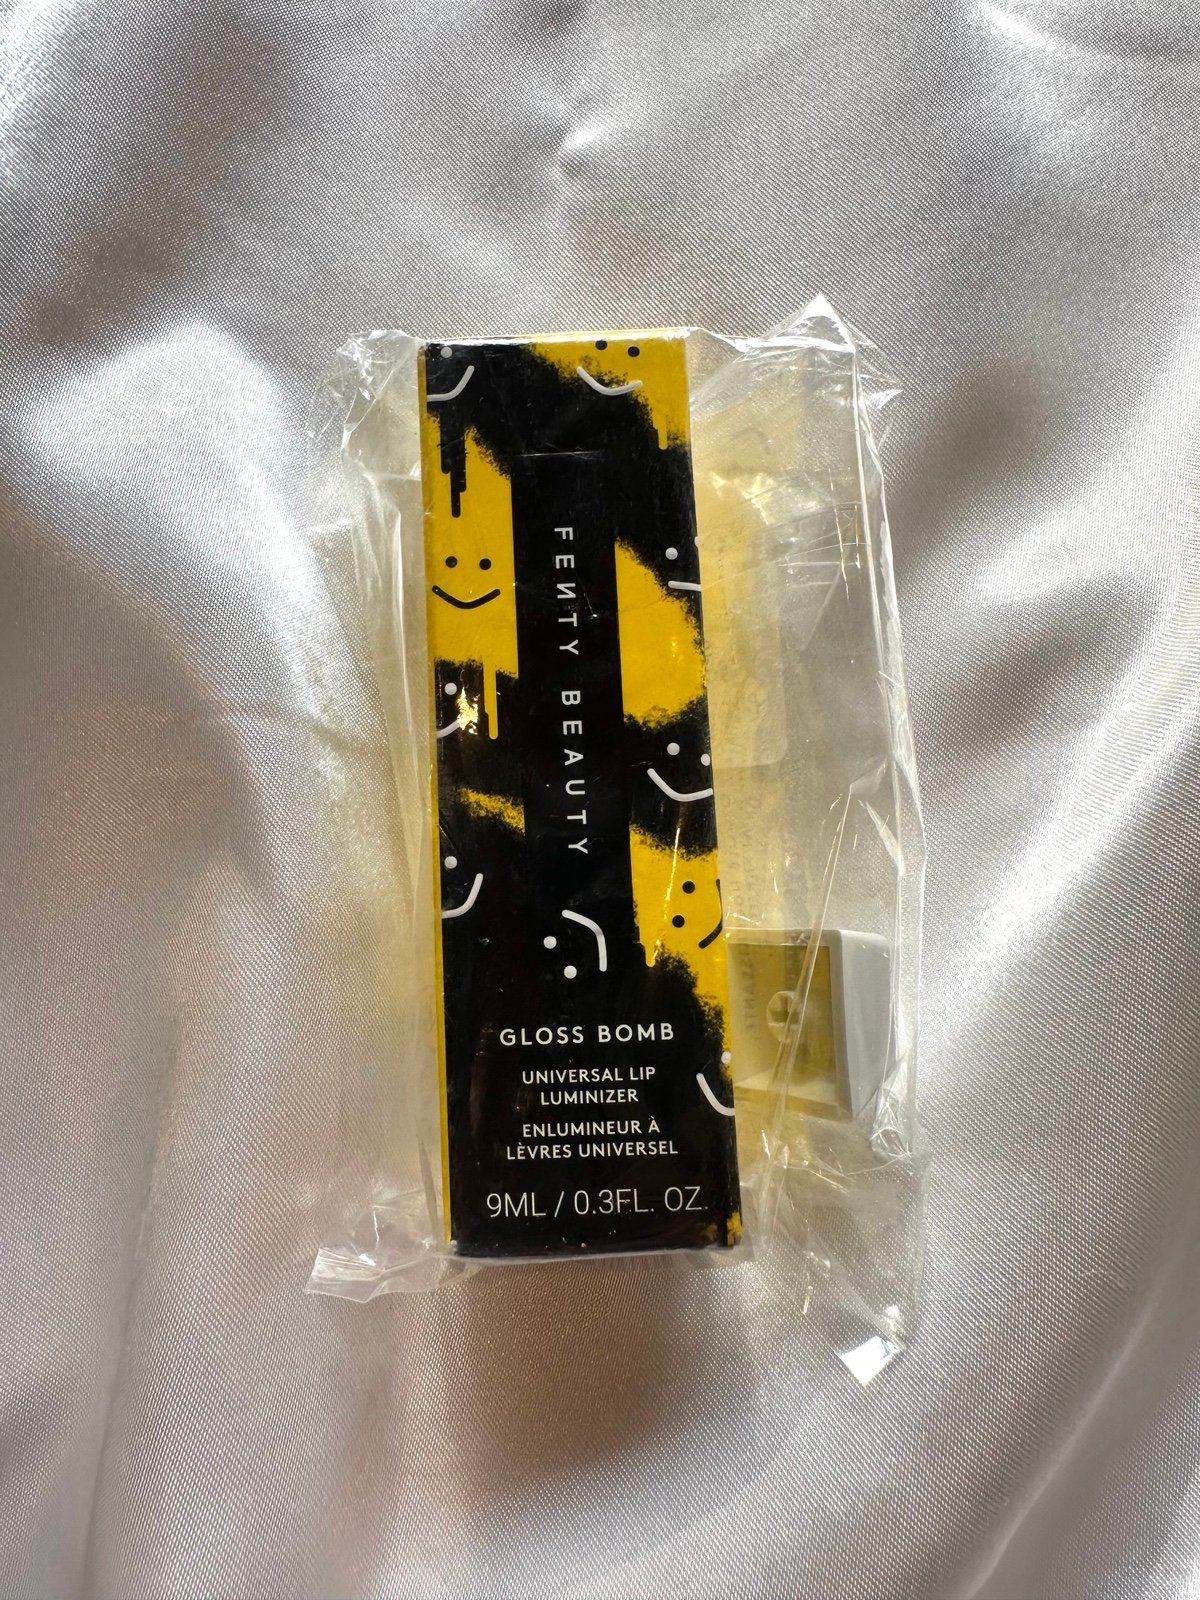 FENTY BEAUTY
GLOSS BOMB
UNIVERSAL LIP
LUMINIZER
ENLUMINEUR À
LÈVRES UNIVERSEL
9ML / 0.3FL. OZ.